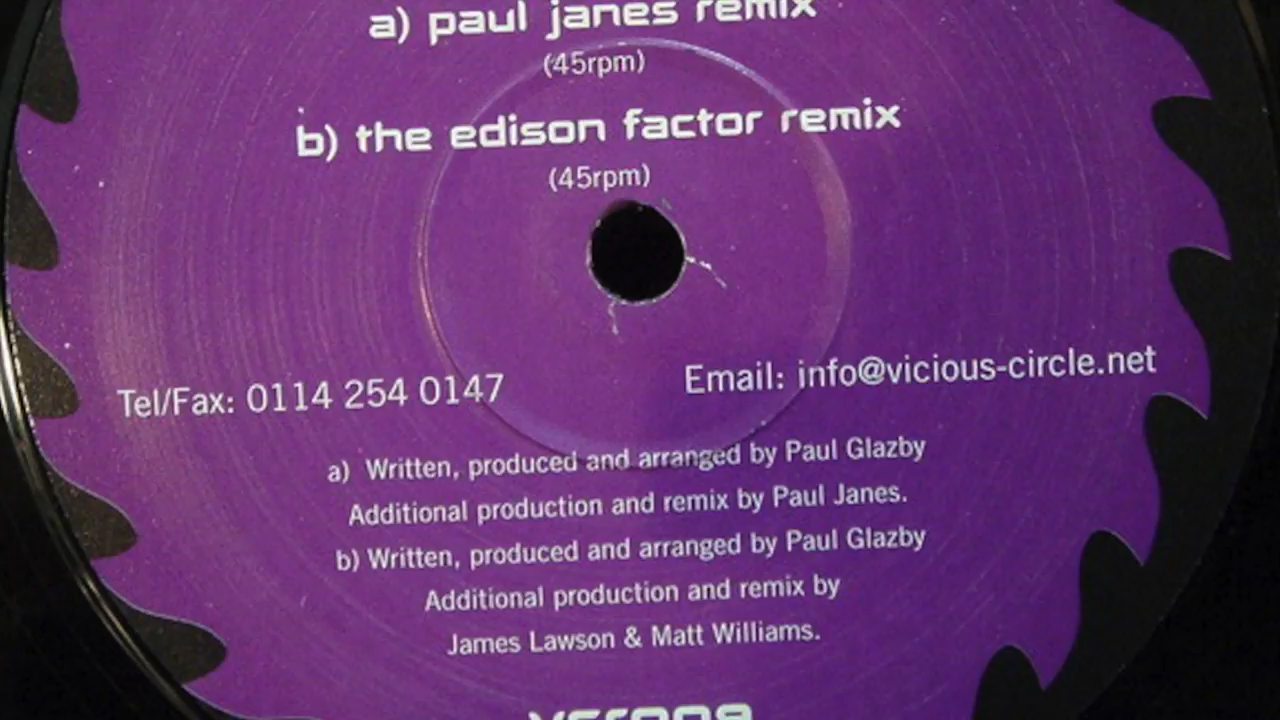 a) paul janes remix
(45rpm)
b) the edison factor remix
(45rpm)
Tel/Fax: 0114 254 0147
Email: info@vicious-circle.net
a) Written, produced and arranged by Paul Glazby
Additional production and remix by Paul Janes.
b) Written, produced and arranged by Paul Glazby
Additional production and remix by
James Lawson & Matt Williams.